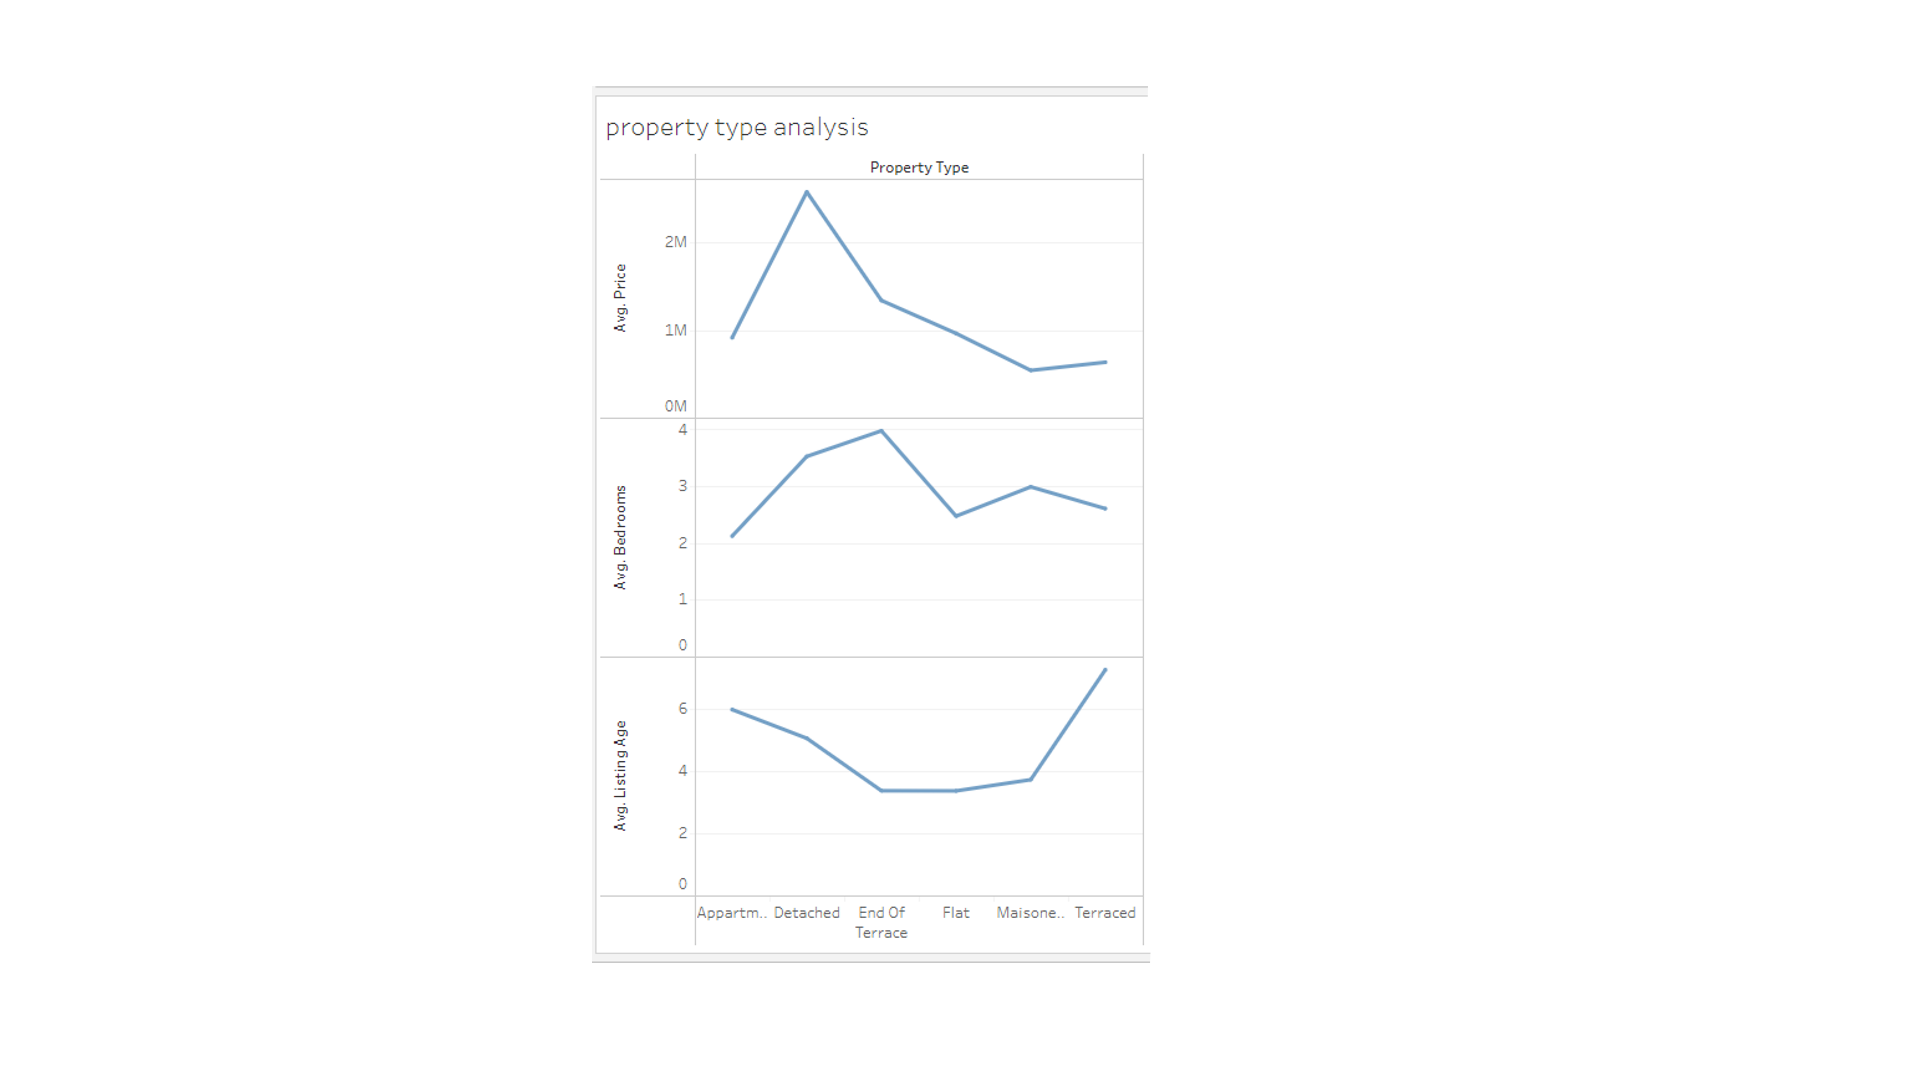 property type analysis
Property Type
Avg. Price
2M
1M
0M
Avg. Bedrooms
4
3
2
1
0
Avg. Listing Age
6
4
2
0
Appartm..
Detached
End Of
Terrace
Flat
Maisone..
Terraced